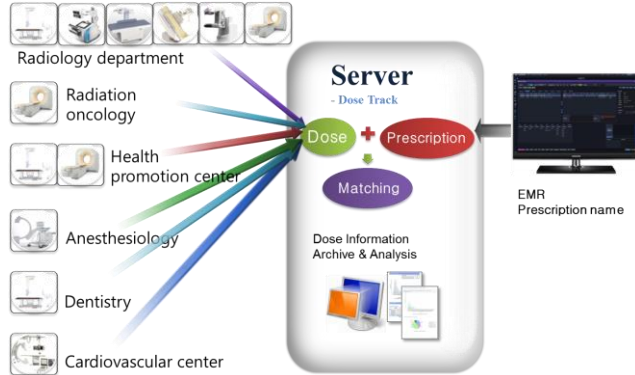 Radiology department
Radiation
oncology
Health
promotion center
Anesthesiology
Dentistry
Cardiovascular center
Server
- Dose Track
Dose
Prescription
Matching
Dose Information
Archive & Analysis
EMR
Prescription name